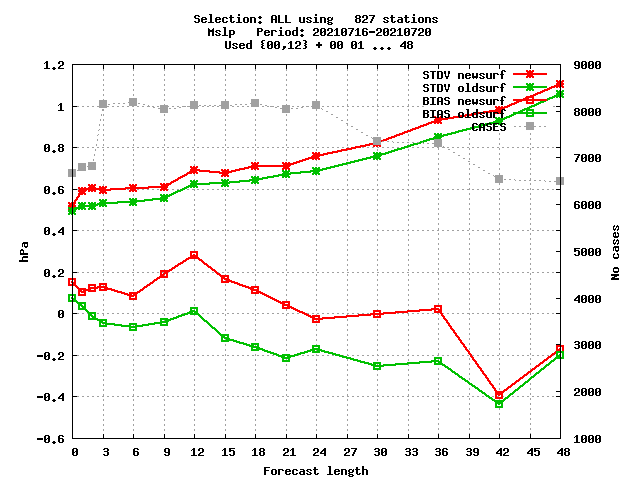 Selection: ALL using 827 stations
Mslp Period: 20210716-20210720
Used {00,12} + 00 01 ... 48
1.2
1
0.8
0.6
0.4
0.2
0
-0.2
-0.4
-0.6
hPa
9000
8000
7000
6000
5000
4000
3000
2000
1000
No cases
STDV newsurf
STDV oldsurf
BIAS newsurf
BIAS oldsurf
CASES
0 3 6 9 12 15 18 21 24 27 30 33 36 39 42 45 48
Forecast length